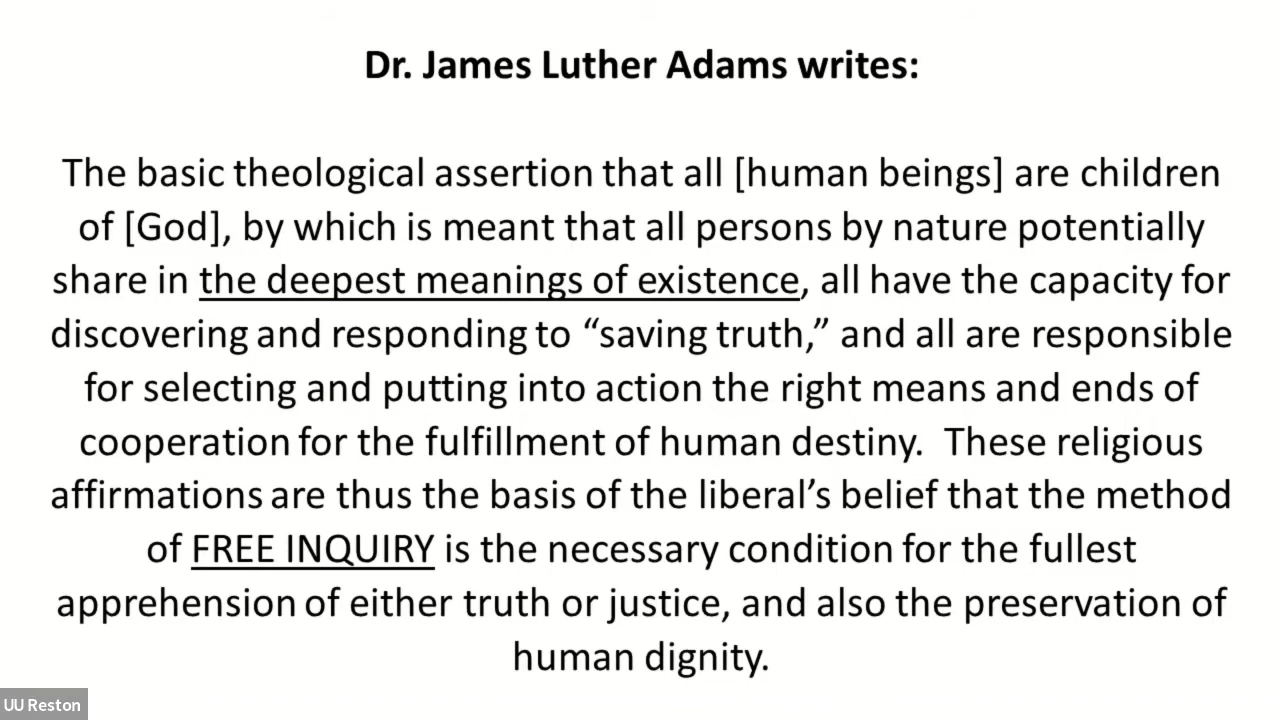 Dr. James Luther Adams writes:
The basic theological assertion that all [human beings] are children
of [God], by which is meant that all persons by nature potentially
share in the deepest meanings of existence, all have the capacity for
discovering and responding to “saving truth,” and all are responsible
for selecting and putting into action the right means and ends of
cooperation for the fulfillment of human destiny.  These religious
affirmations are thus the basis of the liberal’s belief that the method
of FREE INQUIRY is the necessary condition for the fullest
apprehension of either truth or justice, and also the preservation of
human dignity.
UU Reston